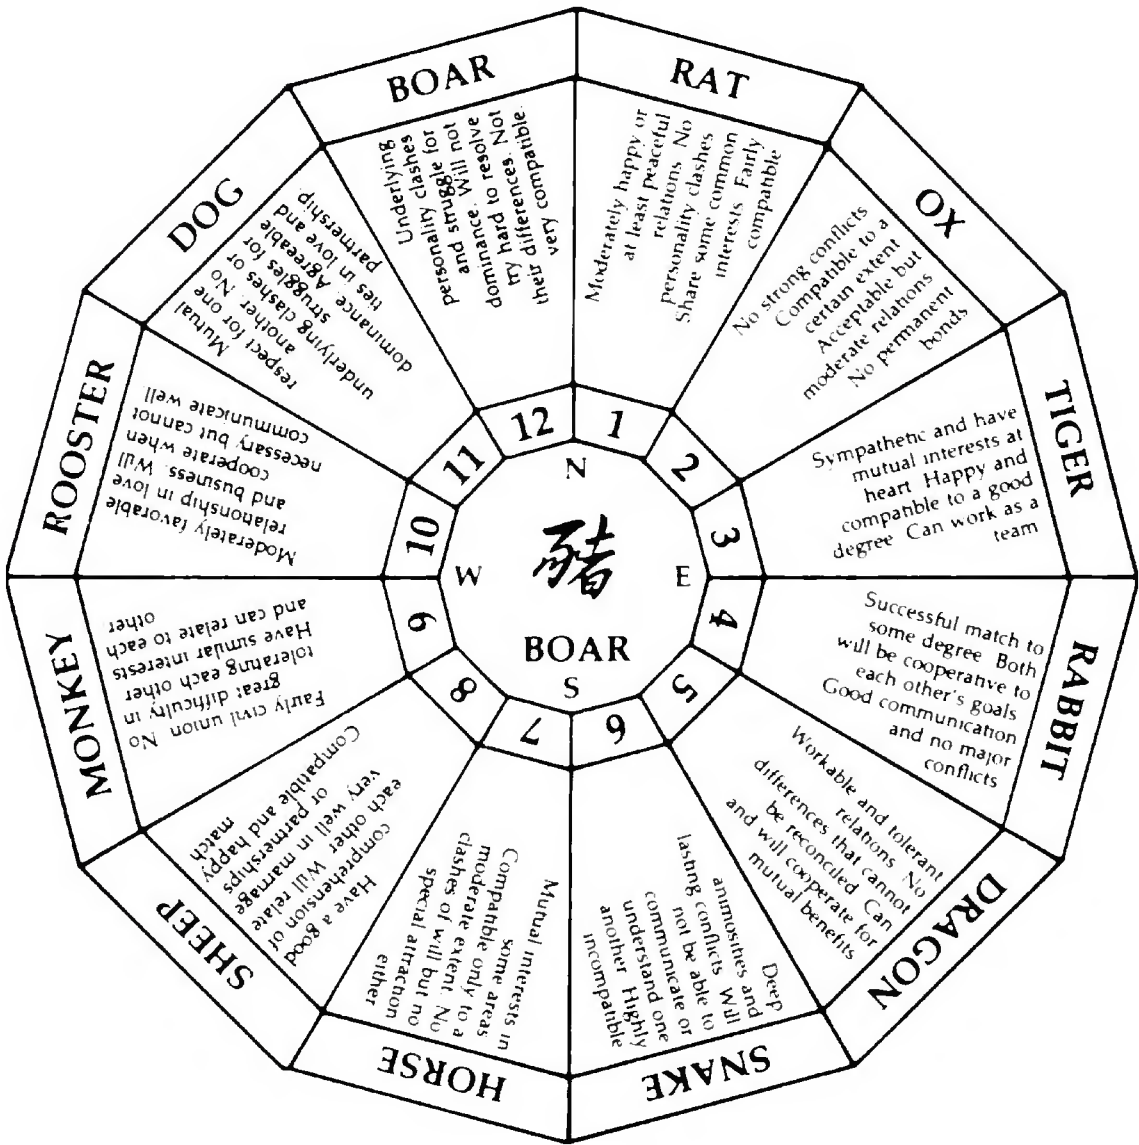 RAT
Moderately happy or
at least peaceful
relations. No
personality clashes
Share some common
interests Fairly
compatible
OX
No strong conflicts
Compatible to a
certain extent
Acceptable but
moderate relations
No permanent
bonds
TIGER
Sympathetic and have
mutual interests at
heart Happy and
compatible to a good
degree Can work as a
team
RABBIT
Successful match to
some degree Both
will be cooperative to
each other's goals
Good communication
and no major
conflicts
DRAGON
Workable and tolerant
relations No
differences that cannot
be reconciled Can
and will cooperate for
mutual benefits
SNAKE
Deep
animosities and
lasting conflicts Will
not be able to
communicate or
understand one
another Highly
incompatible
HORSE
Mutual interests in
some areas
Compatible only to a
moderate extent. No
clashes of will but no
special attraction
either
SHEEP
Have a good
comprehension of
each other Will relate
very well in marriage
or partnerships
Compatible and happy
match
MONKEY
Fairly civil union No
great difficulty in
tolerating each other
Have similar interests
and can relate to each
other
ROOSTER
Moderately favorable
relationship in love
and business. Will
cooperate when
necessary but cannot
communicate well.
DOG
Mutual
respect for one
another. No
underlying clashes or
struggles for
dominance. Agreeable
ties in love and
partnership.
BOAR
Underlying
personality clashes
and struggle for
dominance. Will not
try hard to resolve
their differences. Not
very compatible.
12
1
2
3
4
5
6
7
8
9
10
11
N
W
E
S
豬
BOAR